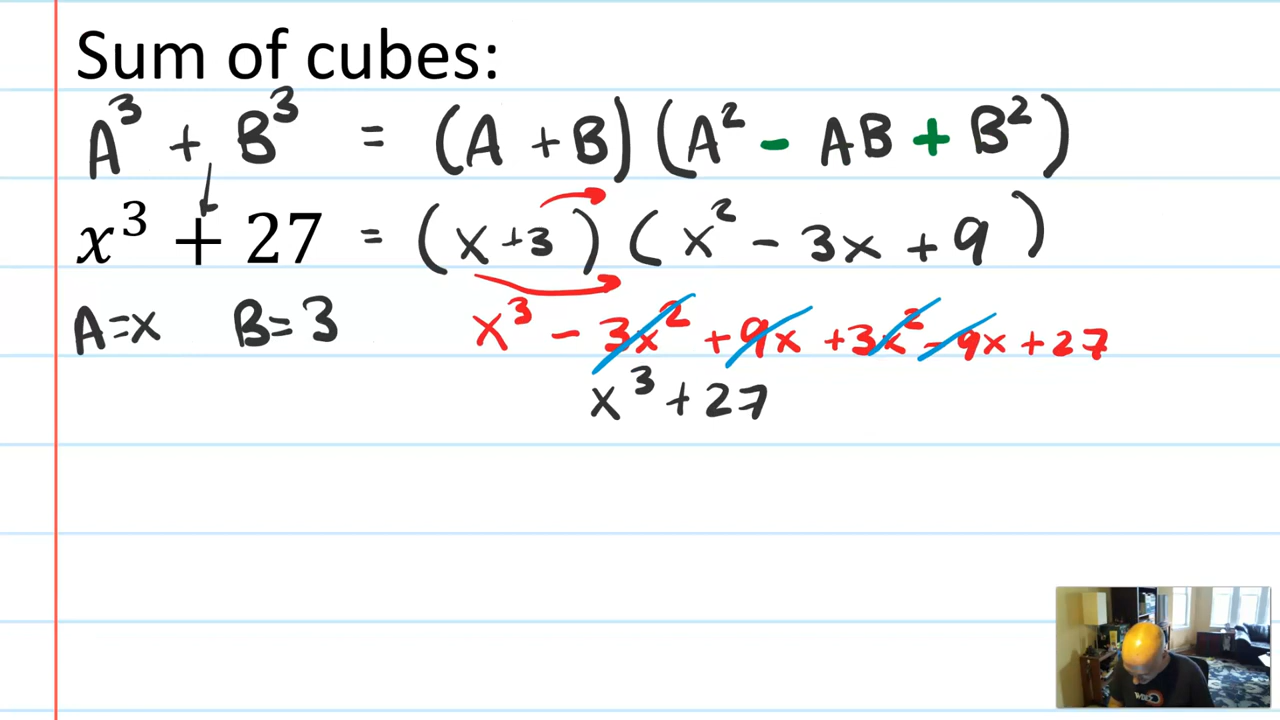 Sum of cubes:
A³ + B³ = (A + B) (A² - AB + B²)
x³ + 27 = (x + 3) (x² - 3x + 9)
A = x B = 3 x³ - 3x² + 9x + 3x² - 9x + 27
x³ + 27